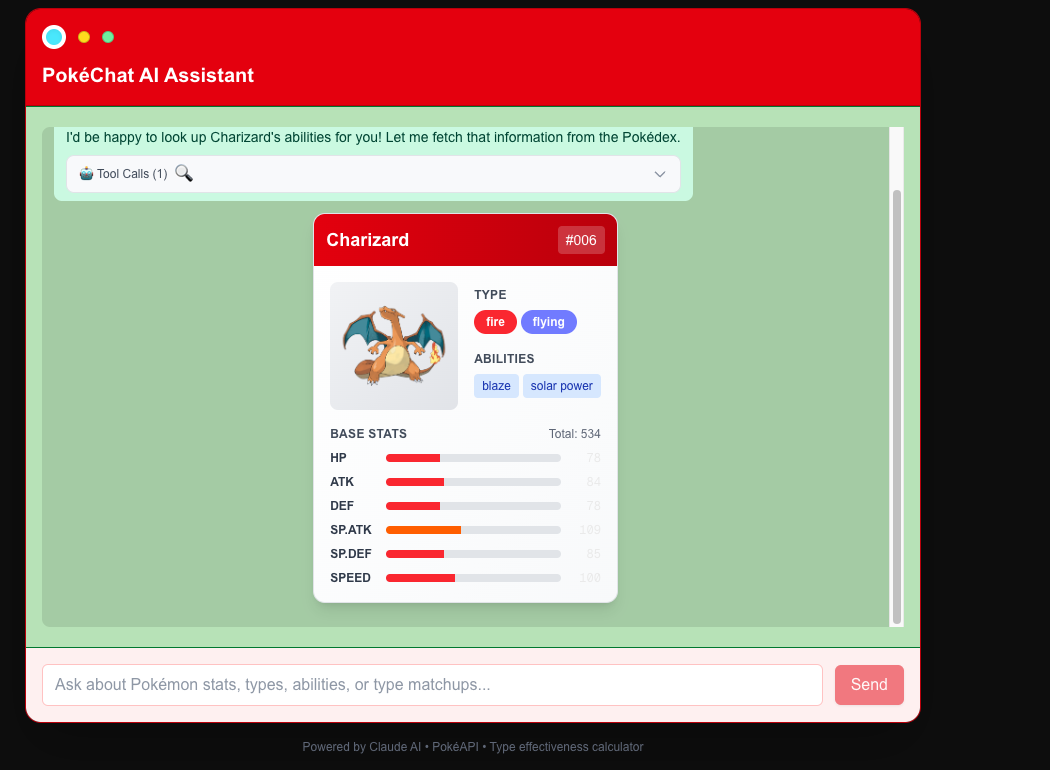 PokéChat AI Assistant
I'd be happy to look up Charizard's abilities for you! Let me fetch that information from the Pokédex.
Tool Calls (1)
Charizard #006
TYPE
fire flying
ABILITIES
blaze solar power
BASE STATS Total: 534
HP 78
ATK 84
DEF 78
SP.ATK 109
SP.DEF 85
SPEED 100
Ask about Pokémon stats, types, abilities, or type matchups... Send
Powered by Claude AI • PokéAPI • Type effectiveness calculator